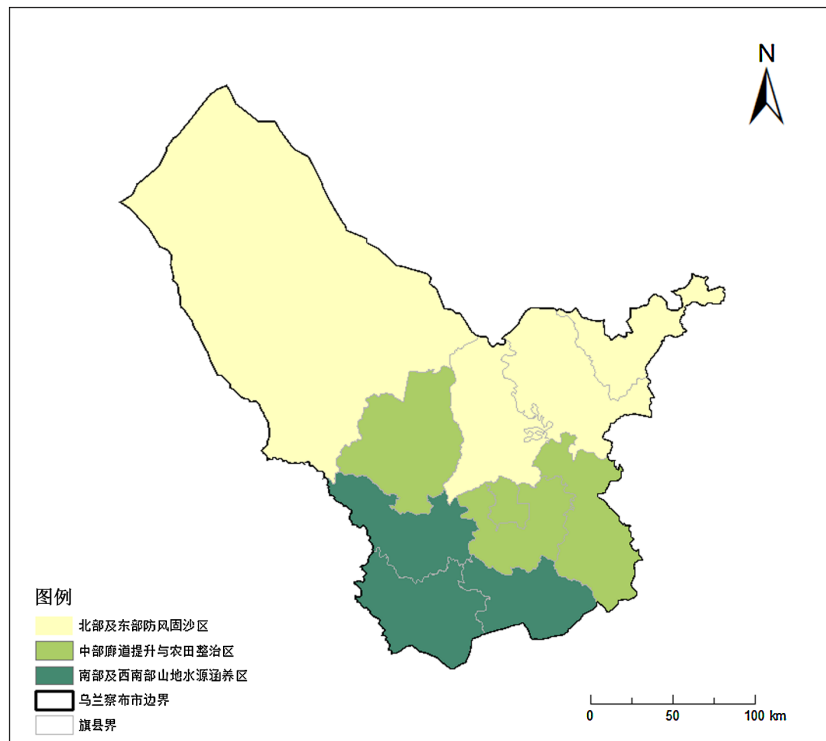 N
图例
北部及东部防风固沙区
中部廊道提升与农田整治区
南部及西南部山地水源涵养区
乌兰察布市边界
旗县界
0 50 100 km